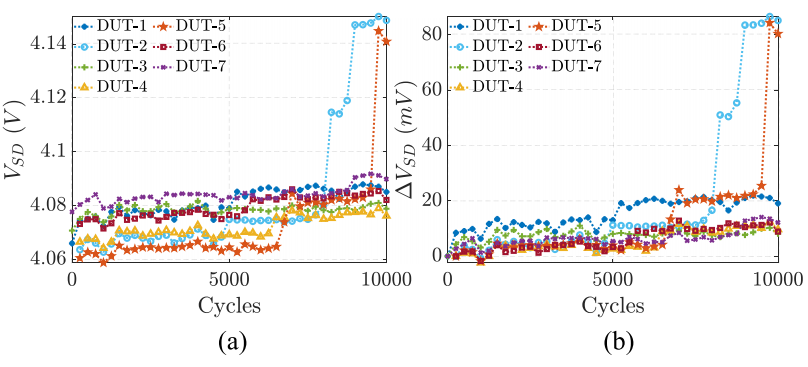 4.14
4.12
4.1
4.08
4.06
V_SD (V)
DUT-1 DUT-5
DUT-2 DUT-6
DUT-3 DUT-7
DUT-4
0 5000 10000
Cycles
(a)
80
60
40
20
0
ΔV_SD (mV)
DUT-1 DUT-5
DUT-2 DUT-6
DUT-3 DUT-7
DUT-4
0 5000 10000
Cycles
(b)